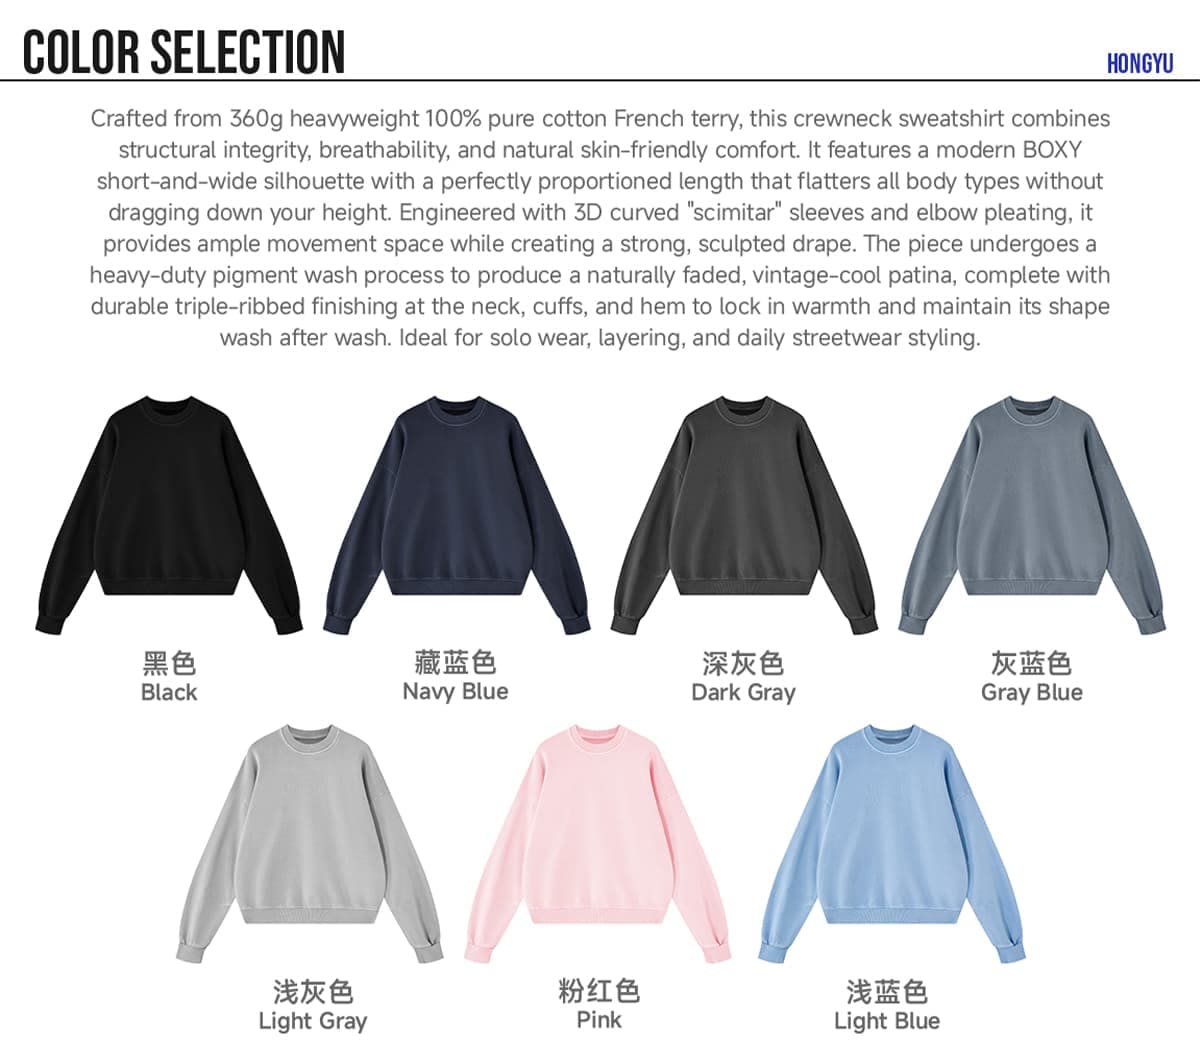 COLOR SELECTION
HONGYU
Crafted from 360g heavyweight 100% pure cotton French terry, this crewneck sweatshirt combines
structural integrity, breathability, and natural skin-friendly comfort. It features a modern BOXY
short-and-wide silhouette with a perfectly proportioned length that flatters all body types without
dragging down your height. Engineered with 3D curved "scimitar" sleeves and elbow pleating, it
provides ample movement space while creating a strong, sculpted drape. The piece undergoes a
heavy-duty pigment wash process to produce a naturally faded, vintage-cool patina, complete with
durable triple-ribbed finishing at the neck, cuffs, and hem to lock in warmth and maintain its shape
wash after wash. Ideal for solo wear, layering, and daily streetwear styling.
黑色
Black
藏蓝色
Navy Blue
深灰色
Dark Gray
灰蓝色
Gray Blue
浅灰色
Light Gray
粉红色
Pink
浅蓝色
Light Blue